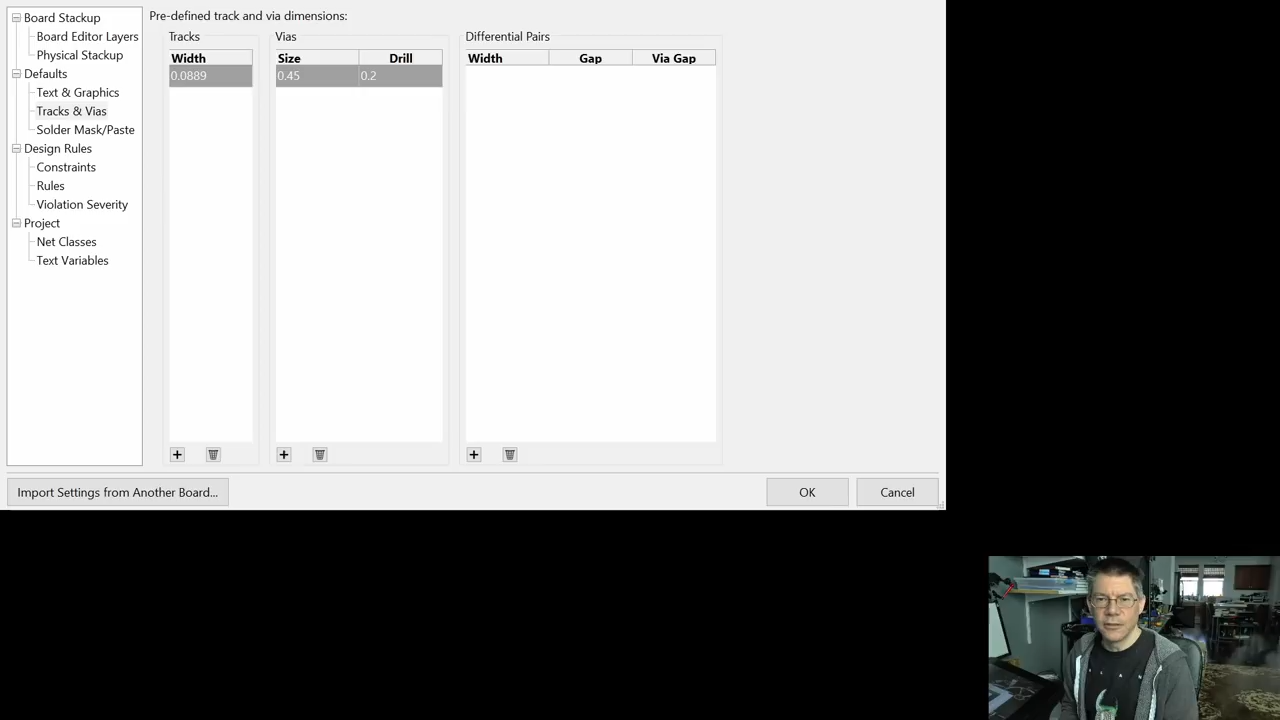 Board Stackup
Board Editor Layers
Physical Stackup
Defaults
Text & Graphics
Tracks & Vias
Solder Mask/Paste
Design Rules
Constraints
Rules
Violation Severity
Project
Net Classes
Text Variables
Pre-defined track and via dimensions:
Tracks
Width
0.0889
Vias
Size Drill
0.45 0.2
Differential Pairs
Width Gap Via Gap
Import Settings from Another Board...
OK Cancel